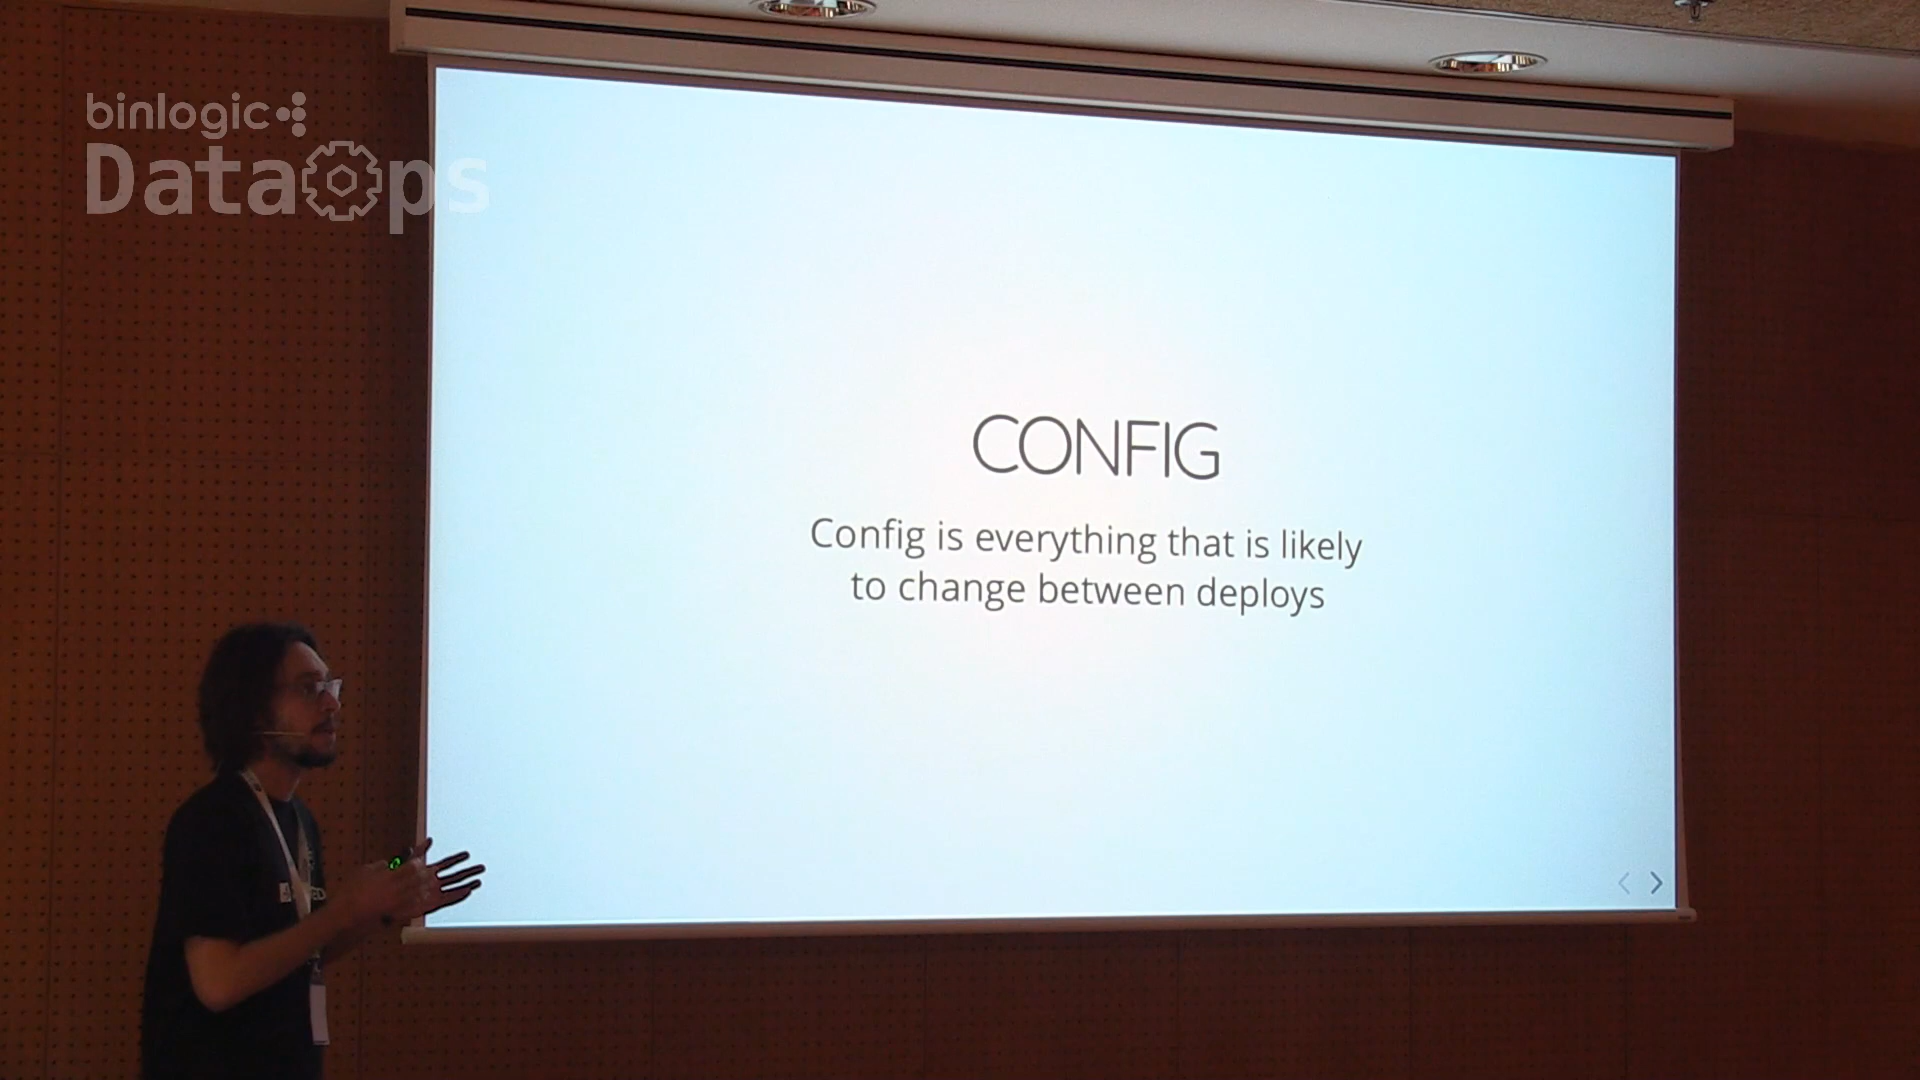 binlogic
DataOps
CONFIG
Config is everything that is likely
to change between deploys